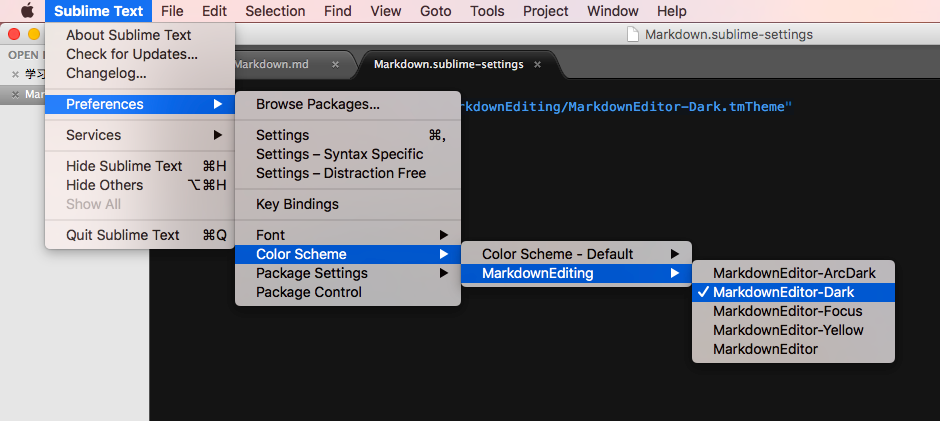 Sublime Text File Edit Selection Find View Goto Tools Project Window Help
Markdown.sublime-settings
OPEN
学习
Mar
Markdown.md
Markdown.sublime-settings
rkdownEditing/MarkdownEditor-Dark.tmTheme"
About Sublime Text
Check for Updates...
Changelog...
Preferences
Services
Hide Sublime Text ⌘H
Hide Others ⌥⌘H
Show All
Quit Sublime Text ⌘Q
Browse Packages...
Settings ⌘,
Settings – Syntax Specific
Settings – Distraction Free
Key Bindings
Font
Color Scheme
Package Settings
Package Control
Color Scheme - Default
MarkdownEditing
MarkdownEditor-ArcDark
✓ MarkdownEditor-Dark
MarkdownEditor-Focus
MarkdownEditor-Yellow
MarkdownEditor